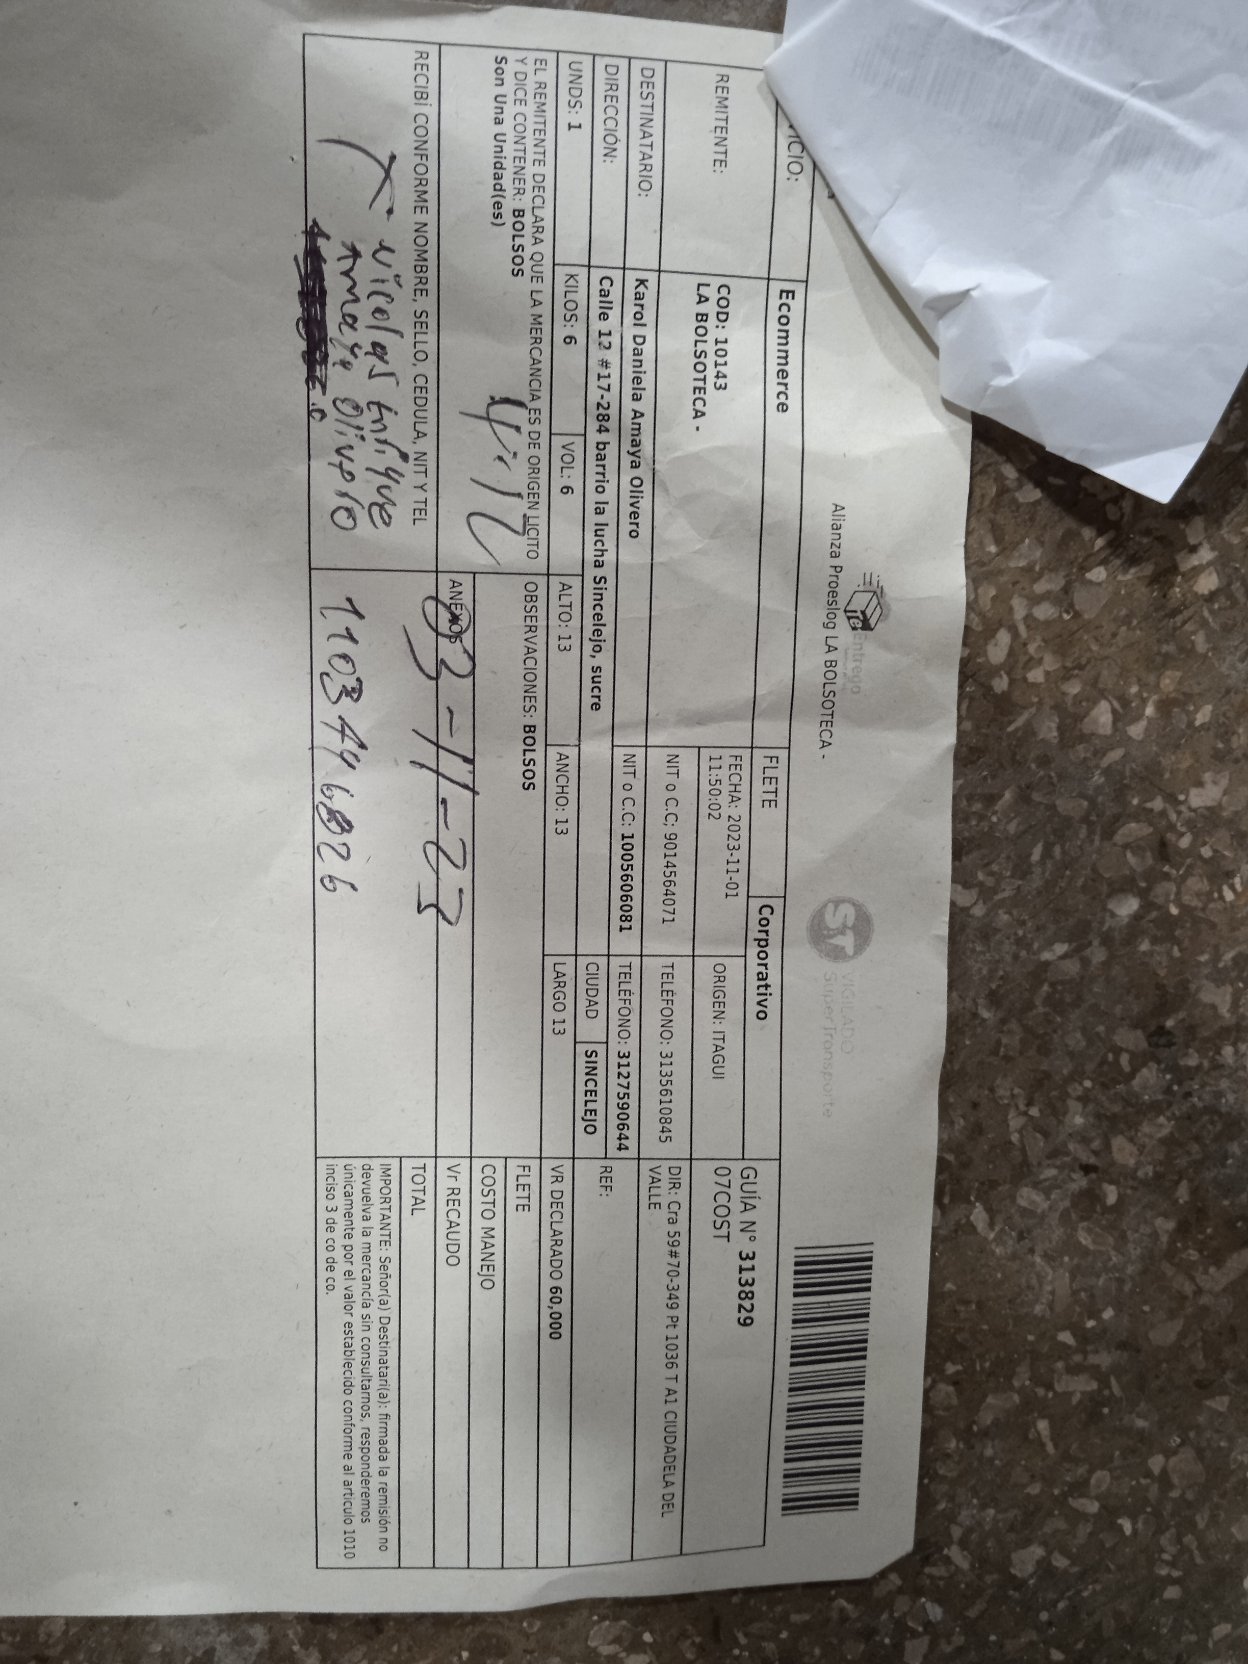 Entrego
Alianza Proeslog LA BOLSOTECA -
ST
VIGILADO
SuperTransporte
ICIO:
Ecommerce
FLETE
Corporativo
GUÍA N° 313829
07COST
REMITENTE:
COD: 10143
LA BOLSOTECA -
FECHA: 2023-11-01
11:50:02
ORIGEN: ITAGUI
NIT o C.C: 9014564071
TELÉFONO: 3135610845
DIR: Cra 59#70-349 Pt 1036 T A1 CIUDADELA DEL
VALLE
DESTINATARIO:
Karol Daniela Amaya Olivero
NIT o C.C: 1005606081
TELÉFONO: 3127590644
REF:
DIRECCIÓN:
Calle 12 #17-284 barrio la lucha Sincelejo, sucre
CIUDAD
SINCELEJO
UNDS: 1
KILOS: 6
VOL: 6
ALTO: 13
ANCHO: 13
LARGO 13
VR DECLARADO 60,000
EL REMITENTE DECLARA QUE LA MERCANCIA ES DE ORIGEN LICITO
Y DICE CONTENER: BOLSOS
Son Una Unidad(es)
OBSERVACIONES: BOLSOS
FLETE
COSTO MANEJO
ANEXOS
03-11-23
Vr RECAUDO
RECIBÍ CONFORME NOMBRE, SELLO, CEDULA, NIT Y TEL
TOTAL
Nicolas Enrique
Amaya Olivero
IMPORTANTE: Señor(a) Destinatari(a): firmada la remisión no
devuelva la mercancía sin consultarnos, responderemos
únicamente por el valor establecido conforme al articulo 1010
inciso 3 de co de co.